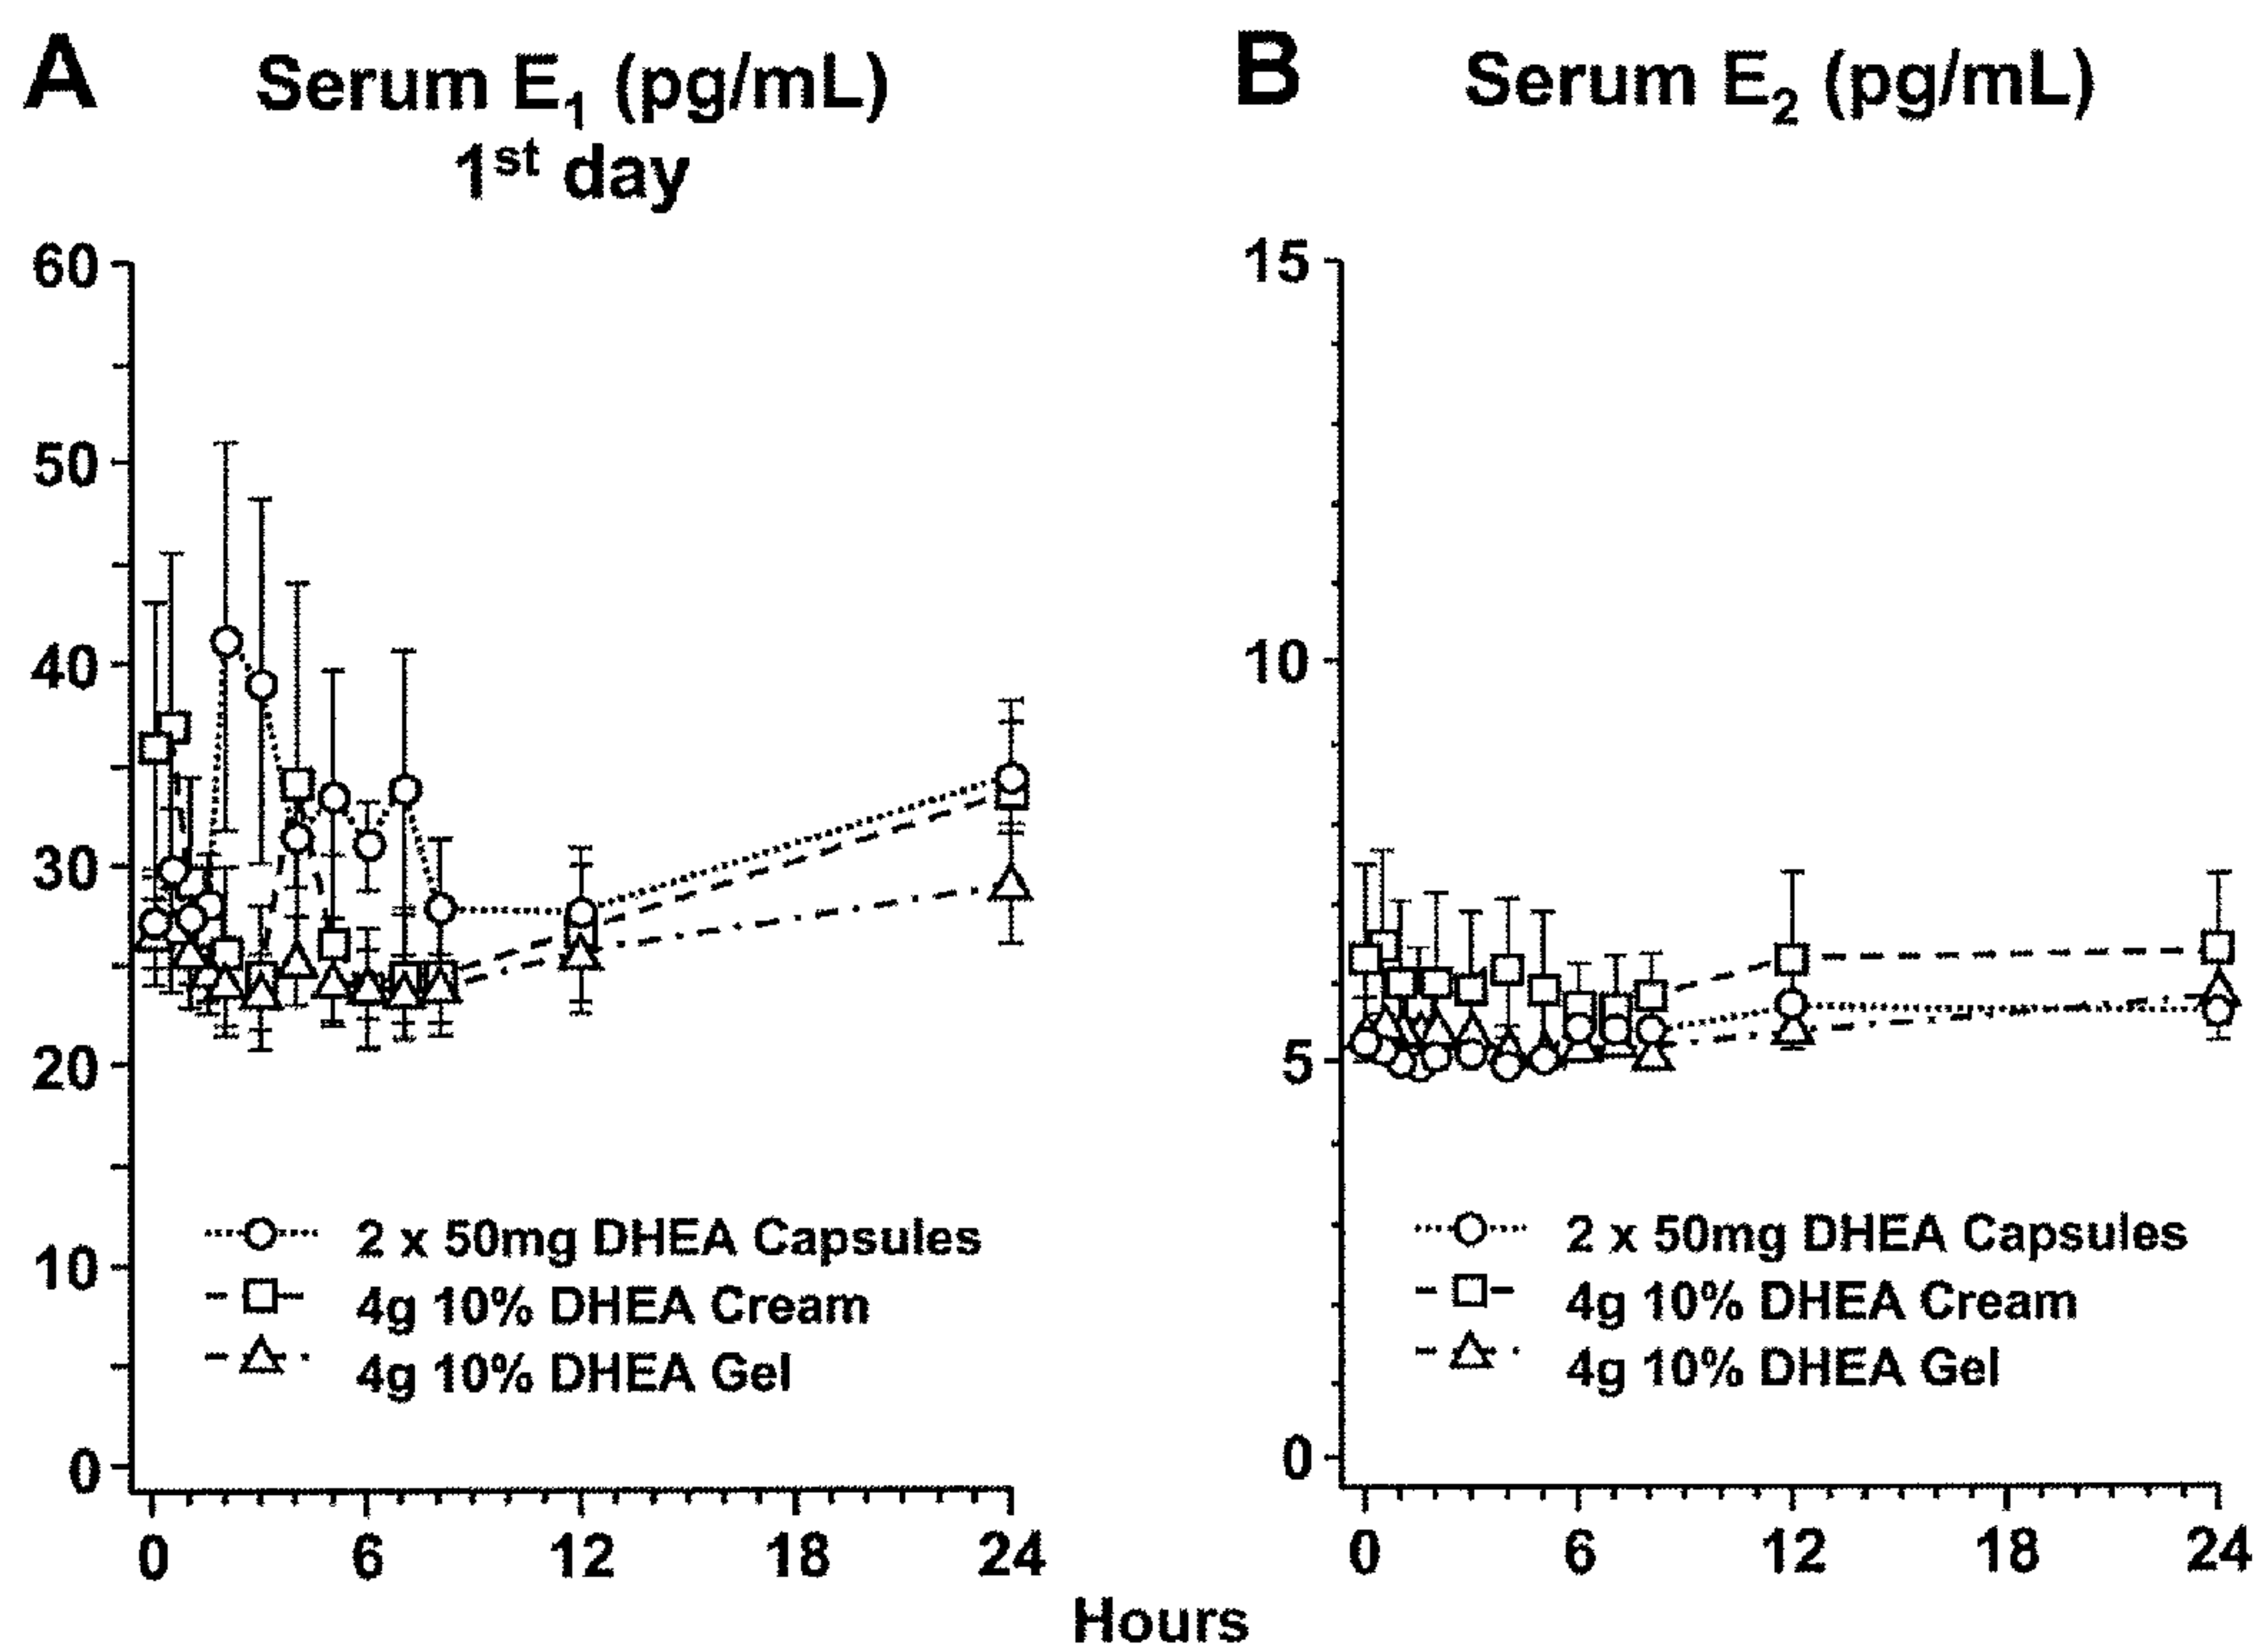 A Serum E₁ (pg/mL)
1st day
60
50
40
30
20
10
0
2 x 50mg DHEA Capsules
4g 10% DHEA Cream
4g 10% DHEA Gel
0 6 12 18 24
B Serum E₂ (pg/mL)
15
10
5
0
2 x 50mg DHEA Capsules
4g 10% DHEA Cream
4g 10% DHEA Gel
0 6 12 18 24
Hours